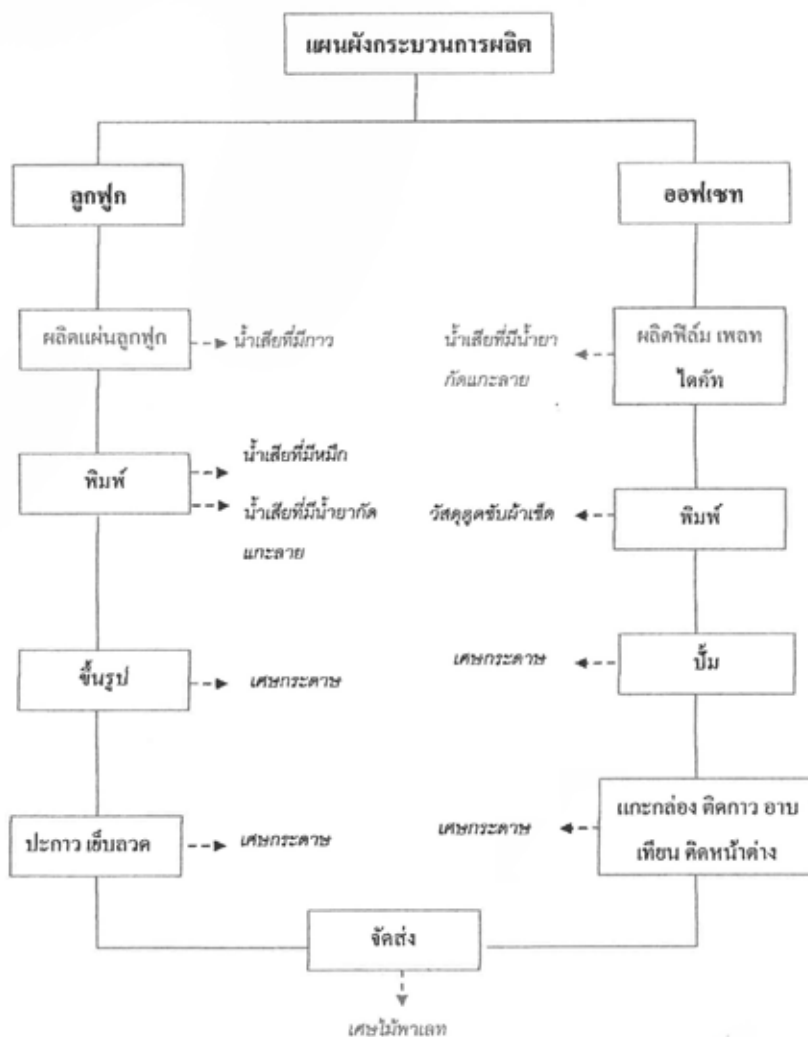 แผนผังกระบวนการผลิต
ลูกฟูก
ออฟเซท
ผลิตแผ่นลูกฟูก
น้ำเสียที่มีกาว
น้ำเสียที่มีน้ำยา
กัดแกะลาย
ผลิตฟิล์ม เพลท
ไดคัท
พิมพ์
น้ำเสียที่มีหมึก
น้ำเสียที่มีน้ำยากัด
แกะลาย
วัสดุดูดซับผ้าเช็ด
พิมพ์
ขึ้นรูป
เศษกระดาษ
เศษกระดาษ
ปั้ม
ปะกาว เย็บลวด
เศษกระดาษ
เศษกระดาษ
แกะกล่อง ติดกาว อาบ
เทียน ติดหน้าต่าง
จัดส่ง
เศษไม้พาเลท